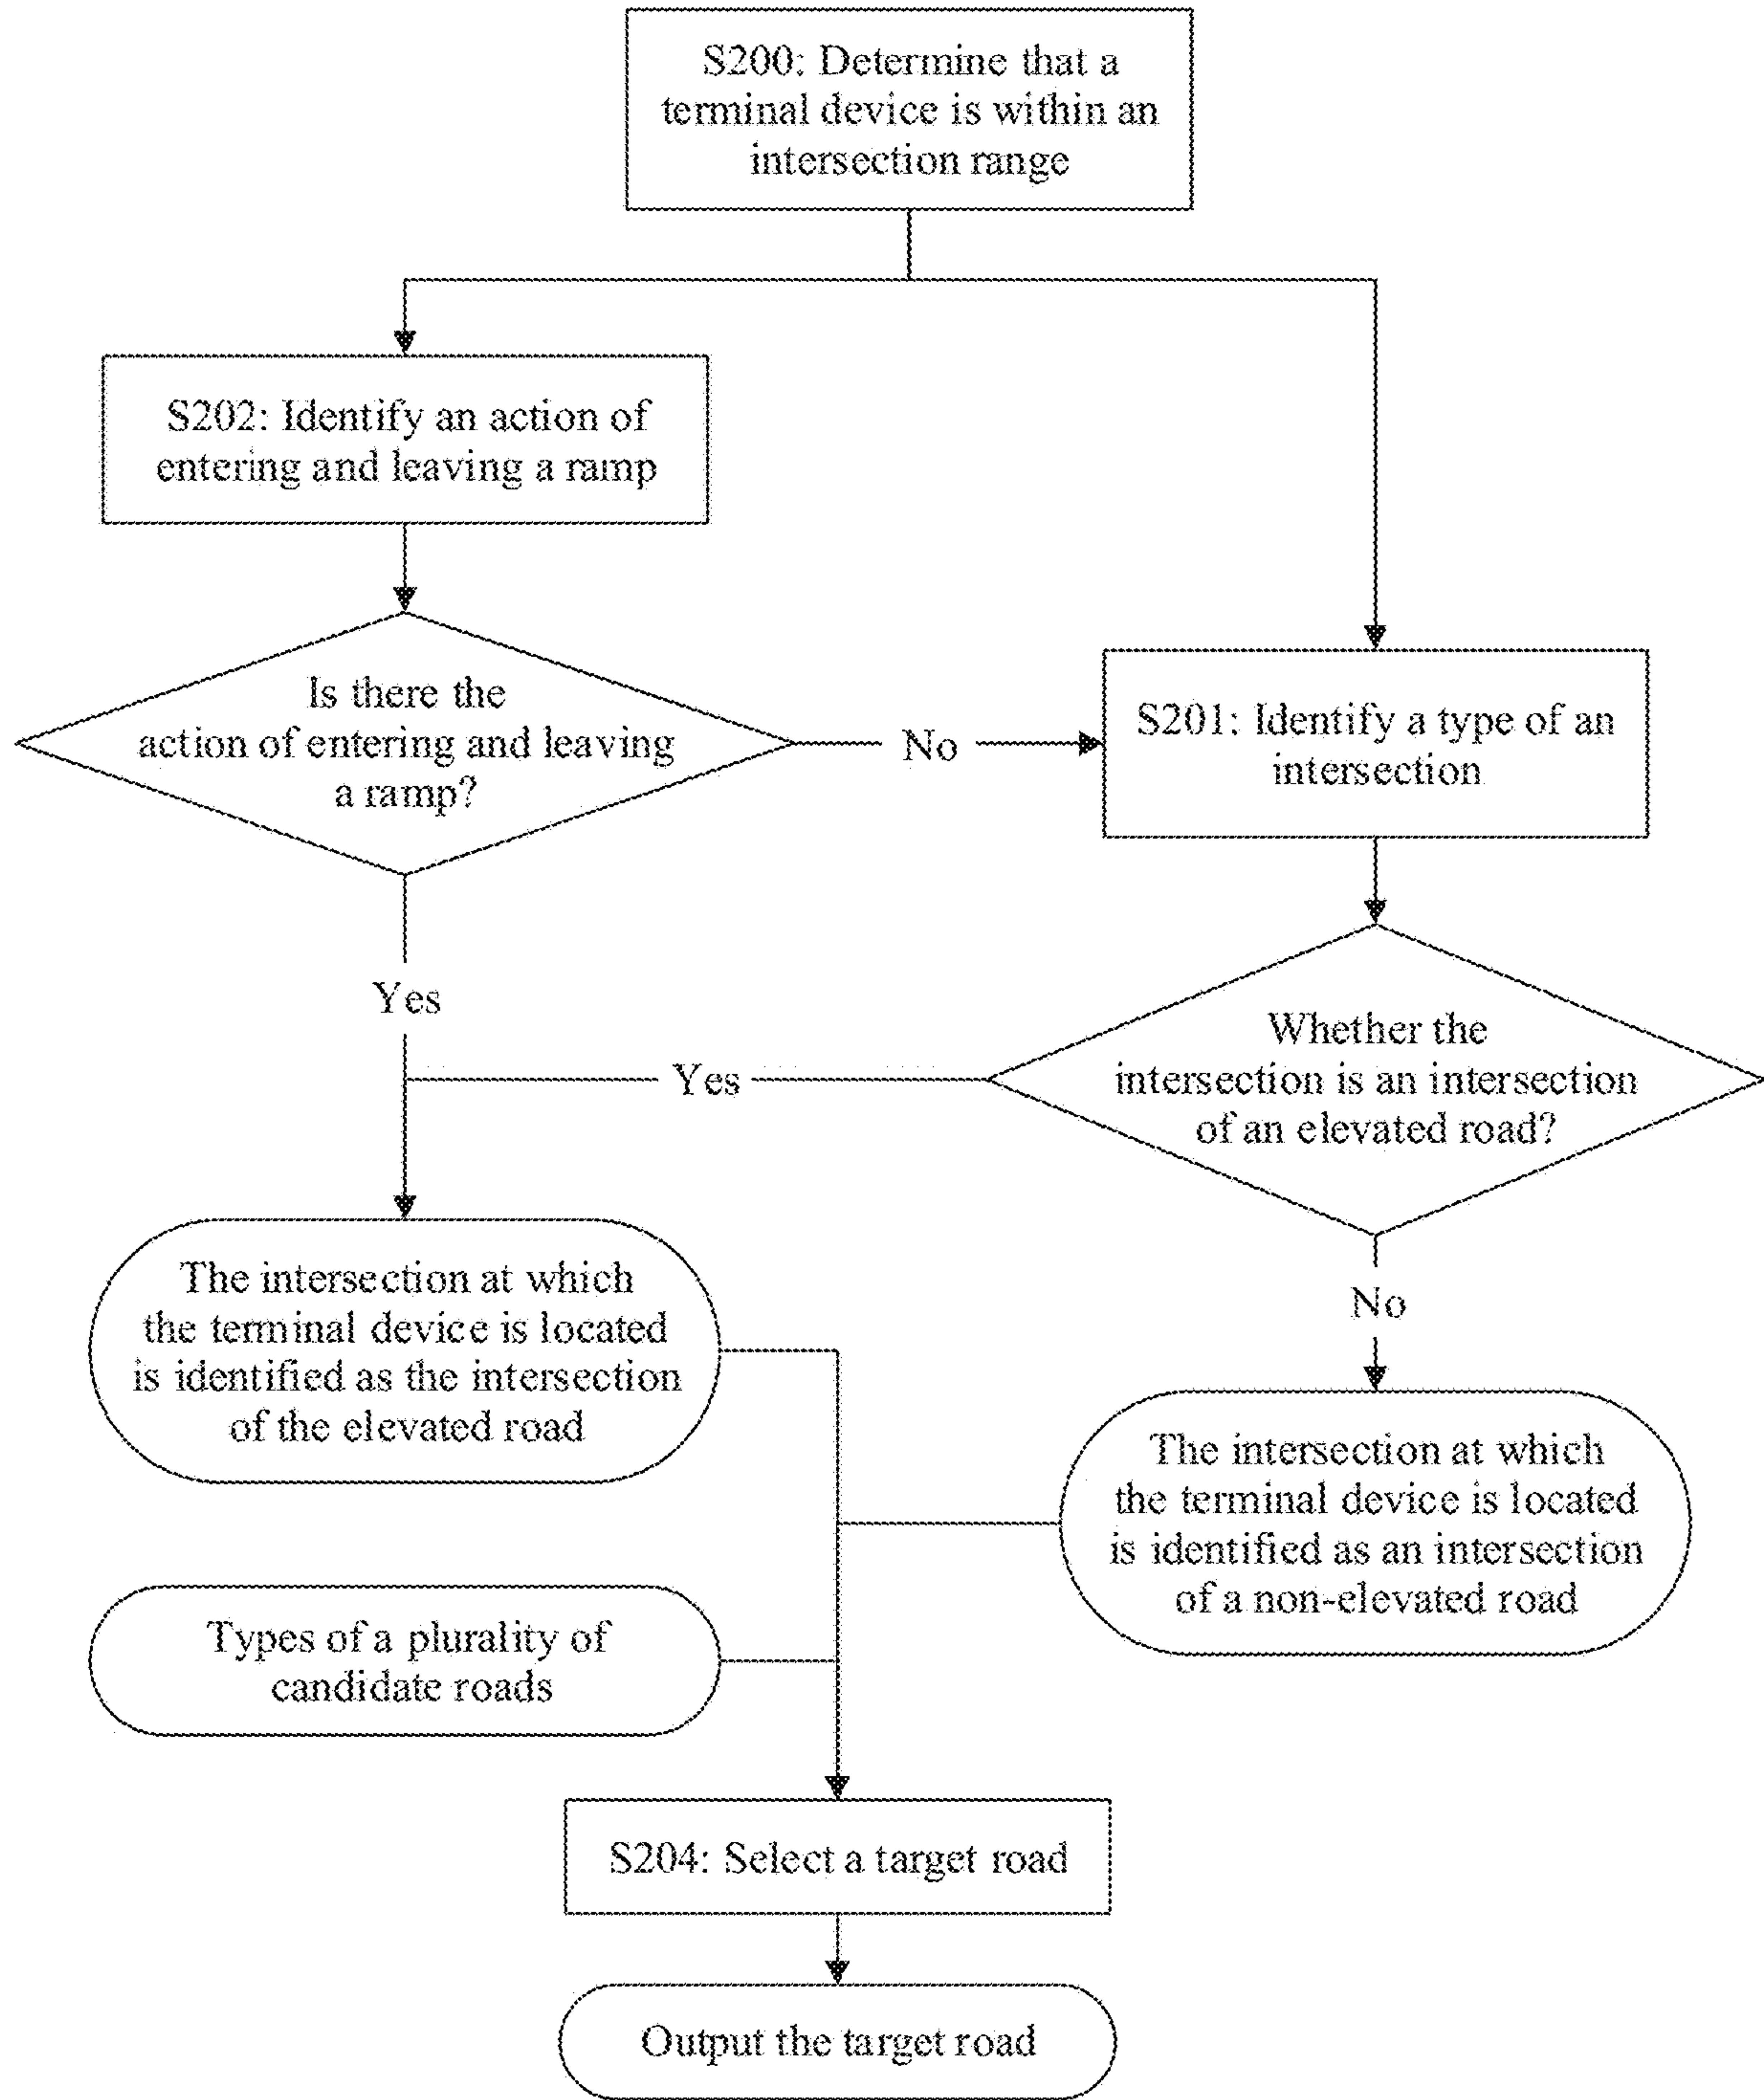 S200: Determine that a
terminal device is within an
intersection range
S202: Identify an action of
entering and leaving a ramp
Is there the
action of entering and leaving
a ramp?
No
S201: Identify a type of an
intersection
Yes
Whether the
intersection is an intersection
of an elevated road?
Yes
No
The intersection at which
the terminal device is located
is identified as the intersection
of the elevated road
The intersection at which
the terminal device is located
is identified as an intersection
of a non-elevated road
Types of a plurality of
candidate roads
S204: Select a target road
Output the target road